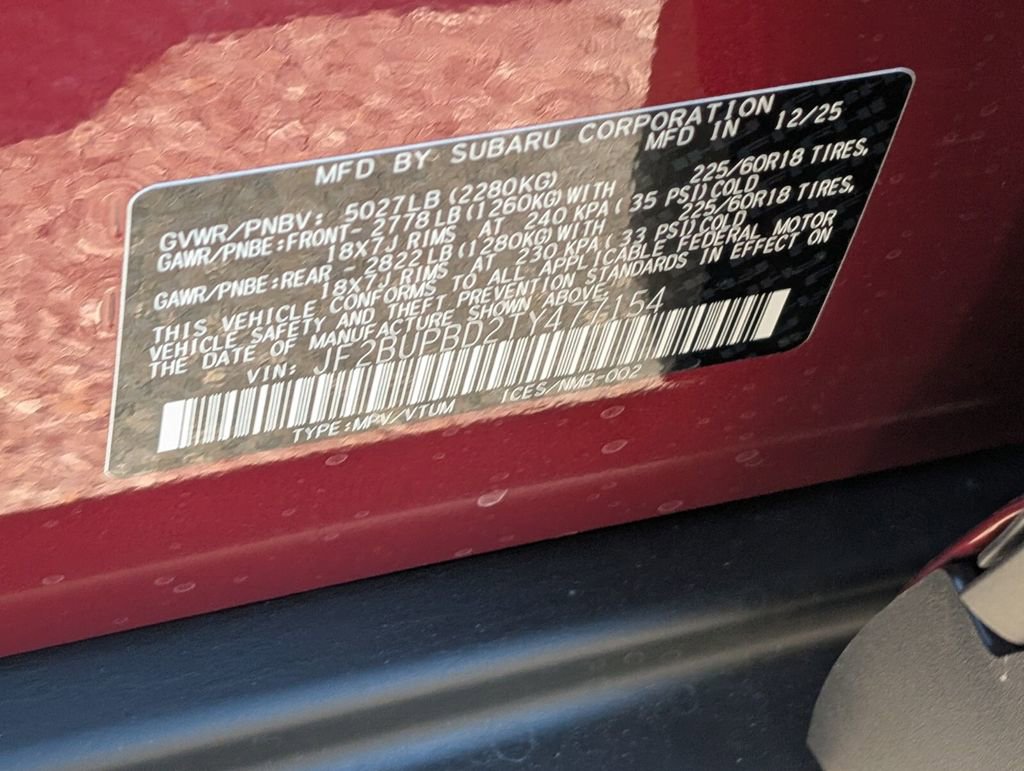 MFD BY SUBARU CORPORATION
MFD IN 12/25
GVWR/PNBV: 5027LB (2280KG)
GAWR/PNBE:FRONT- 2778LB(1260KG)WITH 225/60R18 TIRES,
18X7J RIMS AT 240 KPA( 35 PSI)COLD
GAWR/PNBE:REAR - 2822LB(1280KG)WITH 225/60R18 TIRES,
18X7J RIMS AT 230 KPA( 33 PSI)COLD
THIS VEHICLE CONFORMS TO ALL APPLICABLE FEDERAL MOTOR
VEHICLE SAFETY AND THEFT PREVENTION STANDARDS IN EFFECT ON
THE DATE OF MANUFACTURE SHOWN ABOVE.
VIN:
TYPE:MPV/VTUM ICES/NMB-002